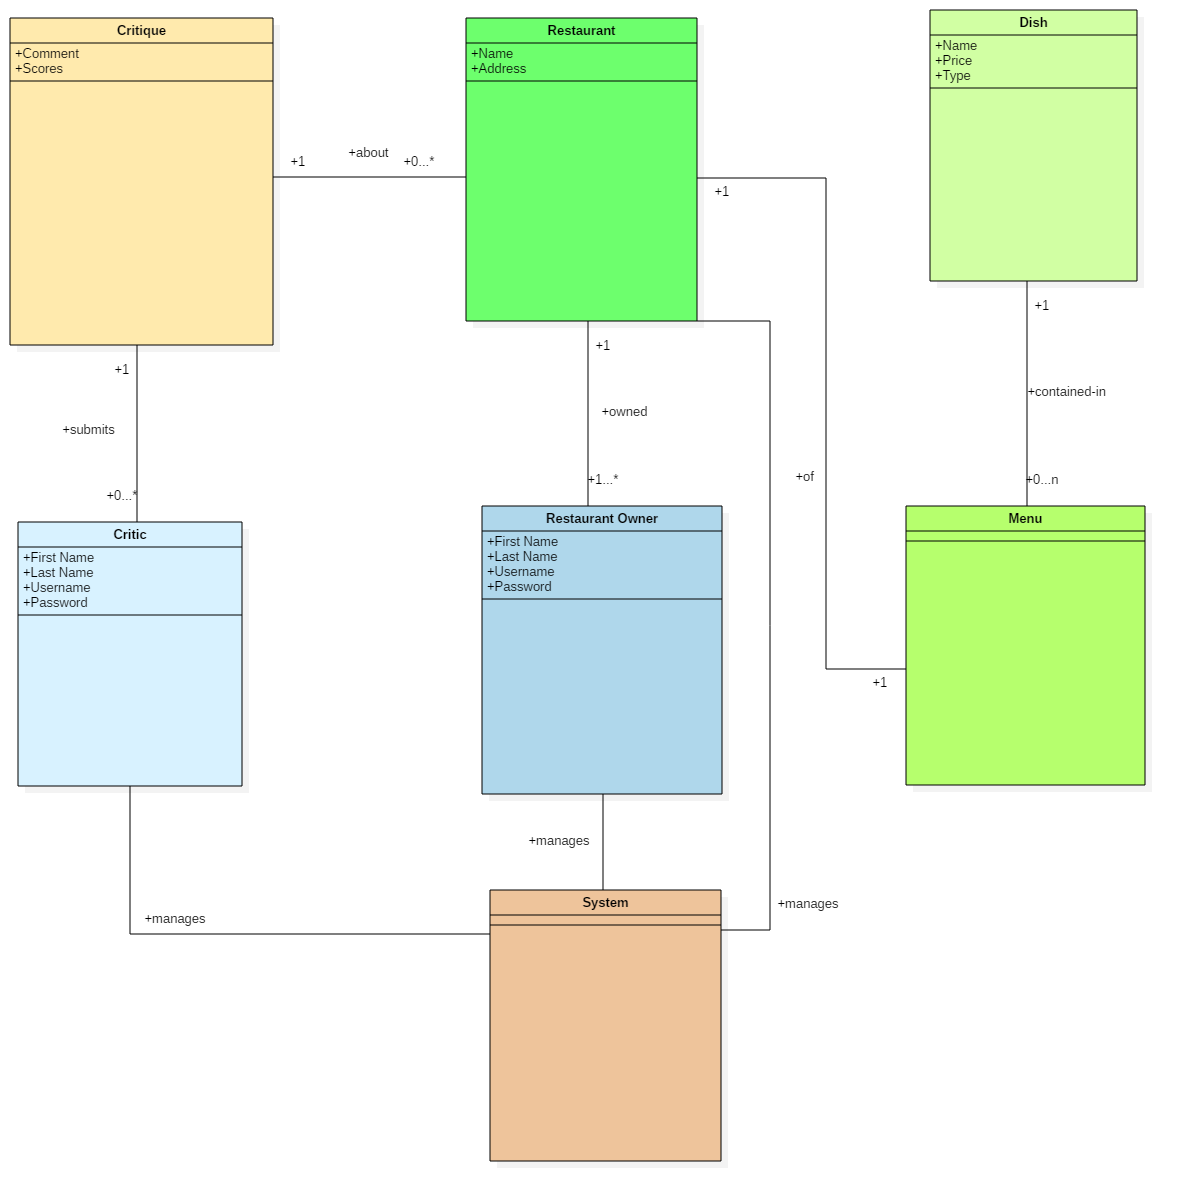 Critique
+Comment
+Scores
Restaurant
+Name
+Address
Dish
+Name
+Price
+Type
+1
+about
+0...*
+1
+1
+1
+submits
+0...*
+1
+owned
+1...*
+of
+contained-in
+0...n
Critic
+First Name
+Last Name
+Username
+Password
Restaurant Owner
+First Name
+Last Name
+Username
+Password
Menu
+1
+manages
+manages
+manages
System